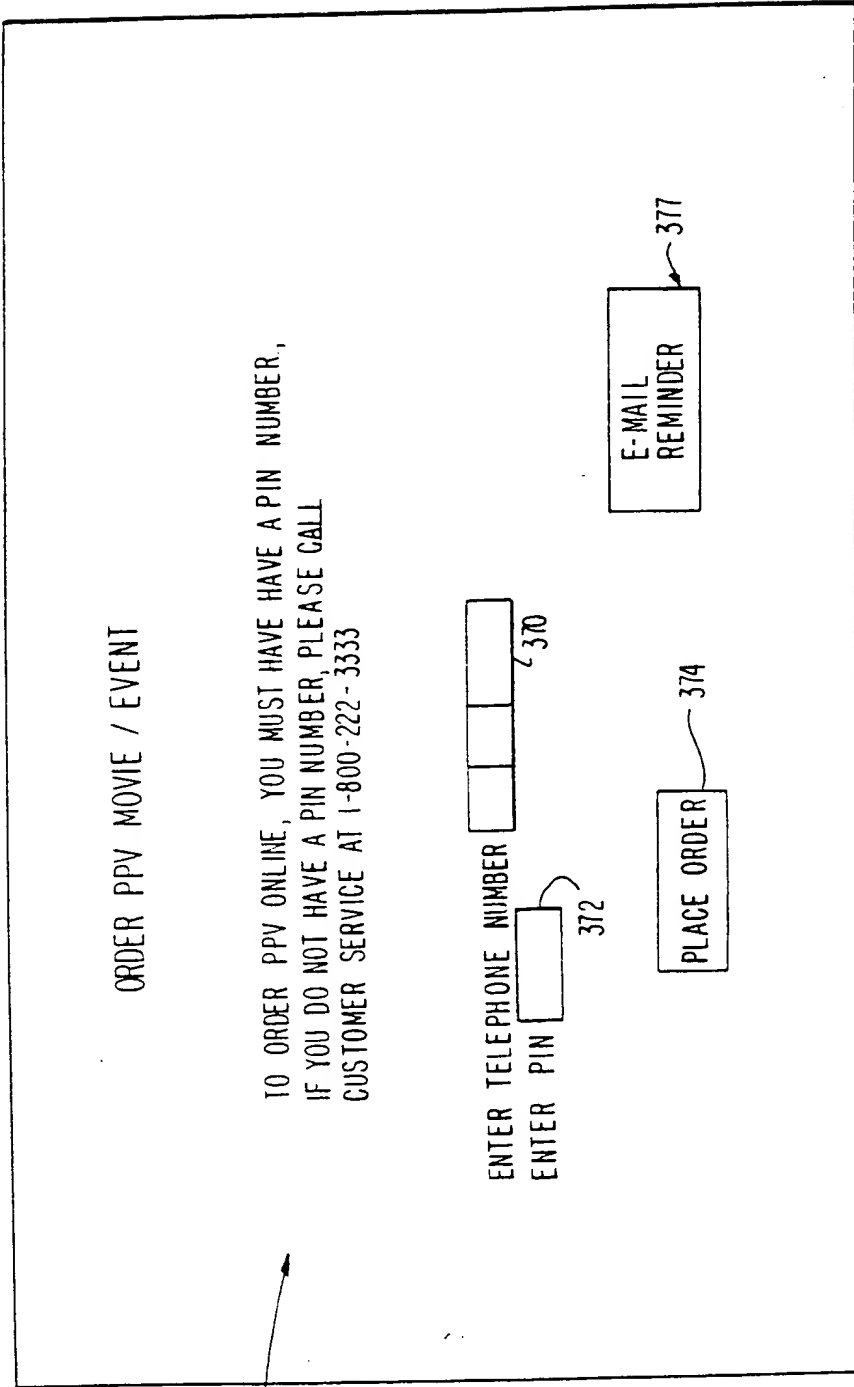 ORDER PPV MOVIE / EVENT
TO ORDER PPV ONLINE, YOU MUST HAVE HAVE A PIN NUMBER.,
IF YOU DO NOT HAVE A PIN NUMBER, PLEASE CALL
CUSTOMER SERVICE AT 1-800-222-3333
ENTER TELEPHONE NUMBER
370
ENTER PIN
372
PLACE ORDER
374
E-MAIL
REMINDER
377